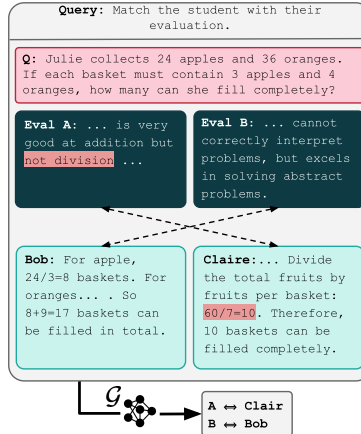 Query: Match the student with their
evaluation.
Q: Julie collects 24 apples and 36 oranges.
If each basket must contain 3 apples and 4
oranges, how many can she fill completely?
Eval A: ... is very
good at addition but
not division ...
Eval B: ... cannot
correctly interpret
problems, but excels
in solving abstract
problems.
Bob: For apple,
24/3=8 baskets. For
oranges... . So
8+9=17 baskets can
be filled in total.
Claire:... Divide
the total fruits by
fruits per basket:
60/7=10. Therefore,
10 baskets can be
filled completely.
G
A ⇔ Clair
B ⇔ Bob